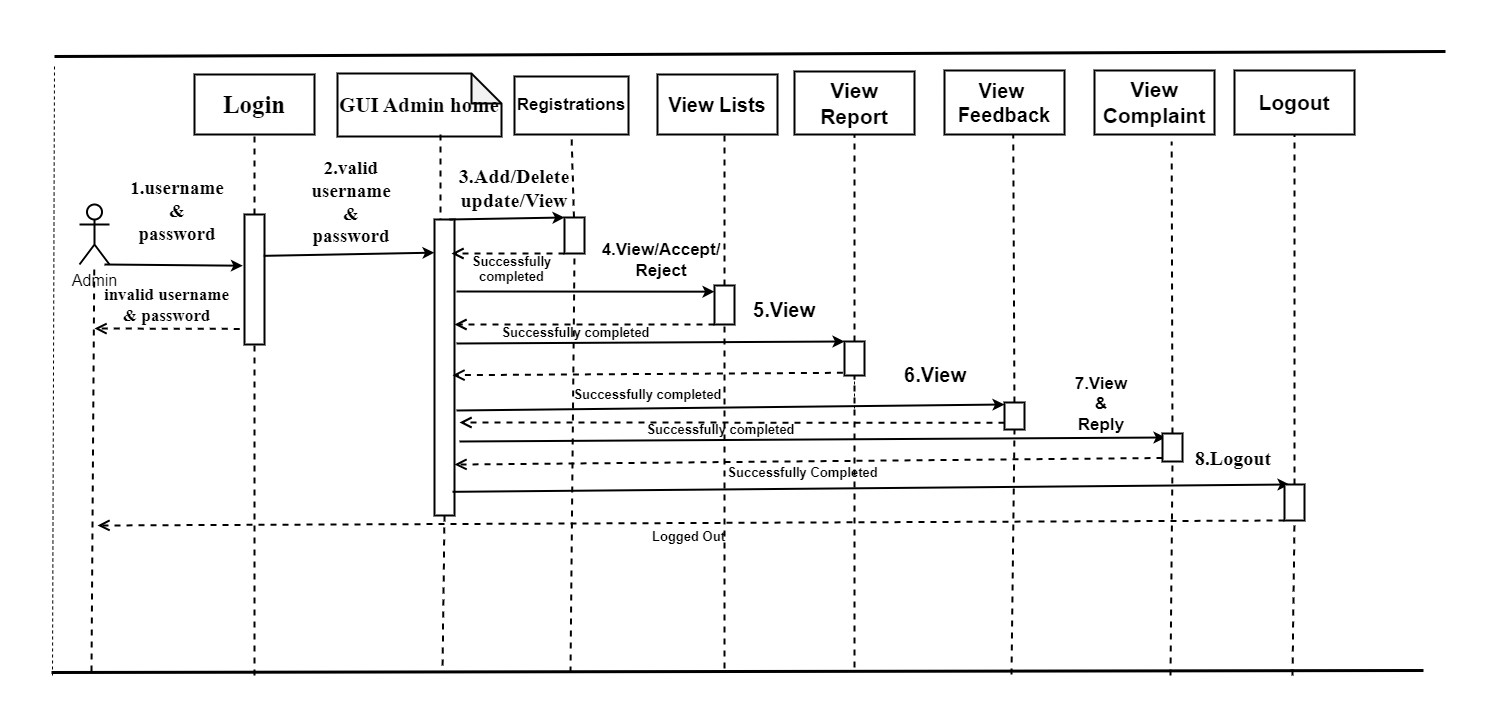 Login
GUI Admin home
Registrations
View Lists
View
Report
View
Feedback
View
Complaint
Logout
1.username
&
password
2.valid
username
&
password
3.Add/Delete
update/View
Admin
invalid username
& password
Successfully
completed
4.View/Accept/
Reject
5.View
Successfully completed
6.View
Successfully completed
7.View
&
Reply
Successfully completed
8.Logout
Successfully Completed
Logged Out